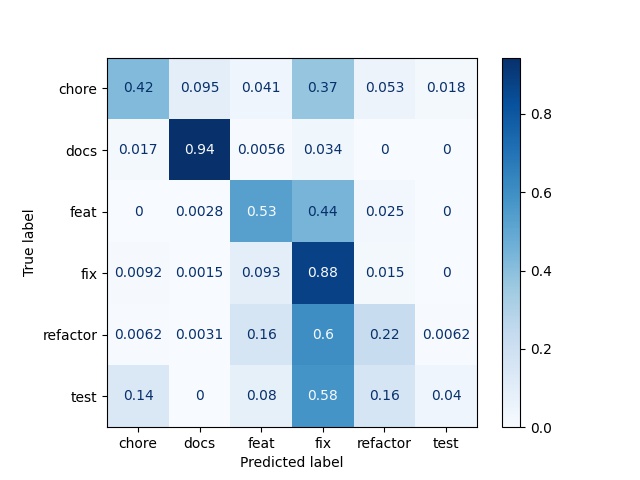 chore 0.42 0.095 0.041 0.37 0.053 0.018
docs 0.017 0.94 0.0056 0.034 0 0
feat 0 0.0028 0.53 0.44 0.025 0
fix 0.0092 0.0015 0.093 0.88 0.015 0
refactor 0.0062 0.0031 0.16 0.6 0.22 0.0062
test 0.14 0 0.08 0.58 0.16 0.04
chore docs feat fix refactor test
Predicted label
True label
0.8
0.6
0.4
0.2
0.0